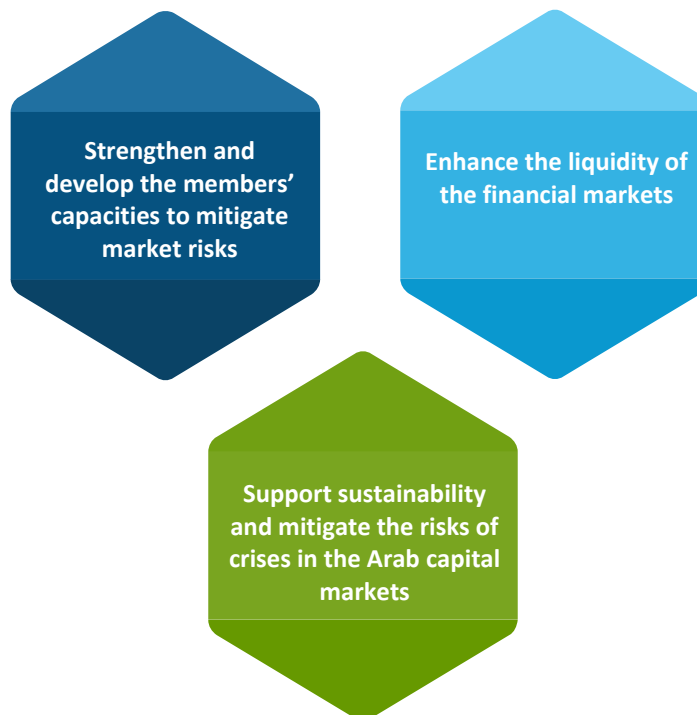 Strengthen and
develop the members’
capacities to mitigate
market risks
Enhance the liquidity of
the financial markets
Support sustainability
and mitigate the risks of
crises in the Arab capital
markets